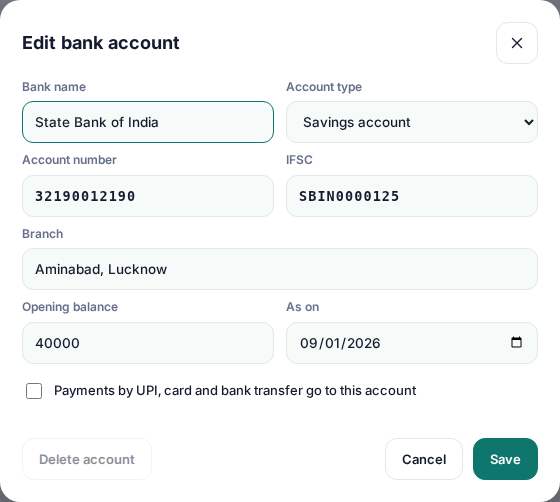 Edit bank account
Bank name
Account type
State Bank of India
Savings account
Account number
IFSC
32190012190
SBIN0000125
Branch
Aminabad, Lucknow
Opening balance
As on
40000
09/01/2026
Payments by UPI, card and bank transfer go to this account
Delete account
Cancel
Save